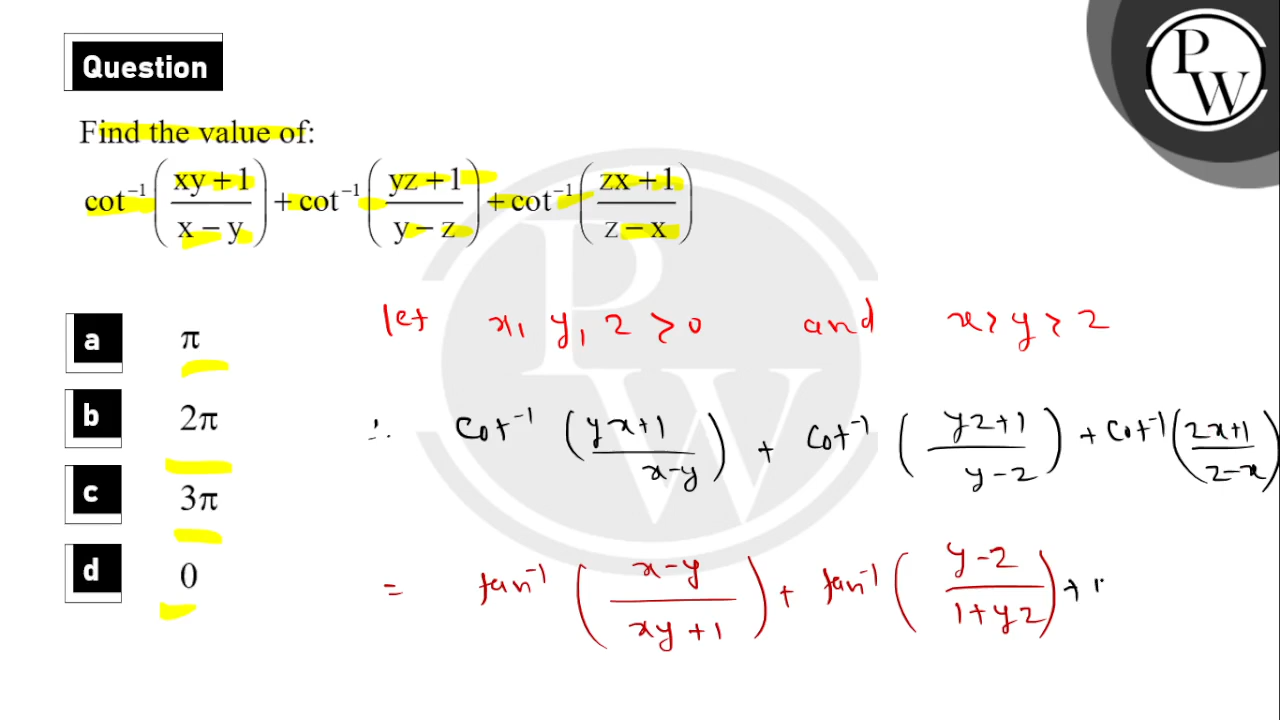 PW
Question
Find the value of:
cot⁻¹((xy + 1)/(x − y)) + cot⁻¹((yz + 1)/(y − z)) + cot⁻¹((zx + 1)/(z − x))
a π
b 2π
c 3π
d 0
let x, y, z > 0 and x > y > z
∴ Cot⁻¹((yx+1)/(x-y)) + Cot⁻¹((yz+1)/(y-z)) + Cot⁻¹((zx+1)/(z-x))
= tan⁻¹((x-y)/(xy+1)) + tan⁻¹((y-z)/(1+yz)) +
PW